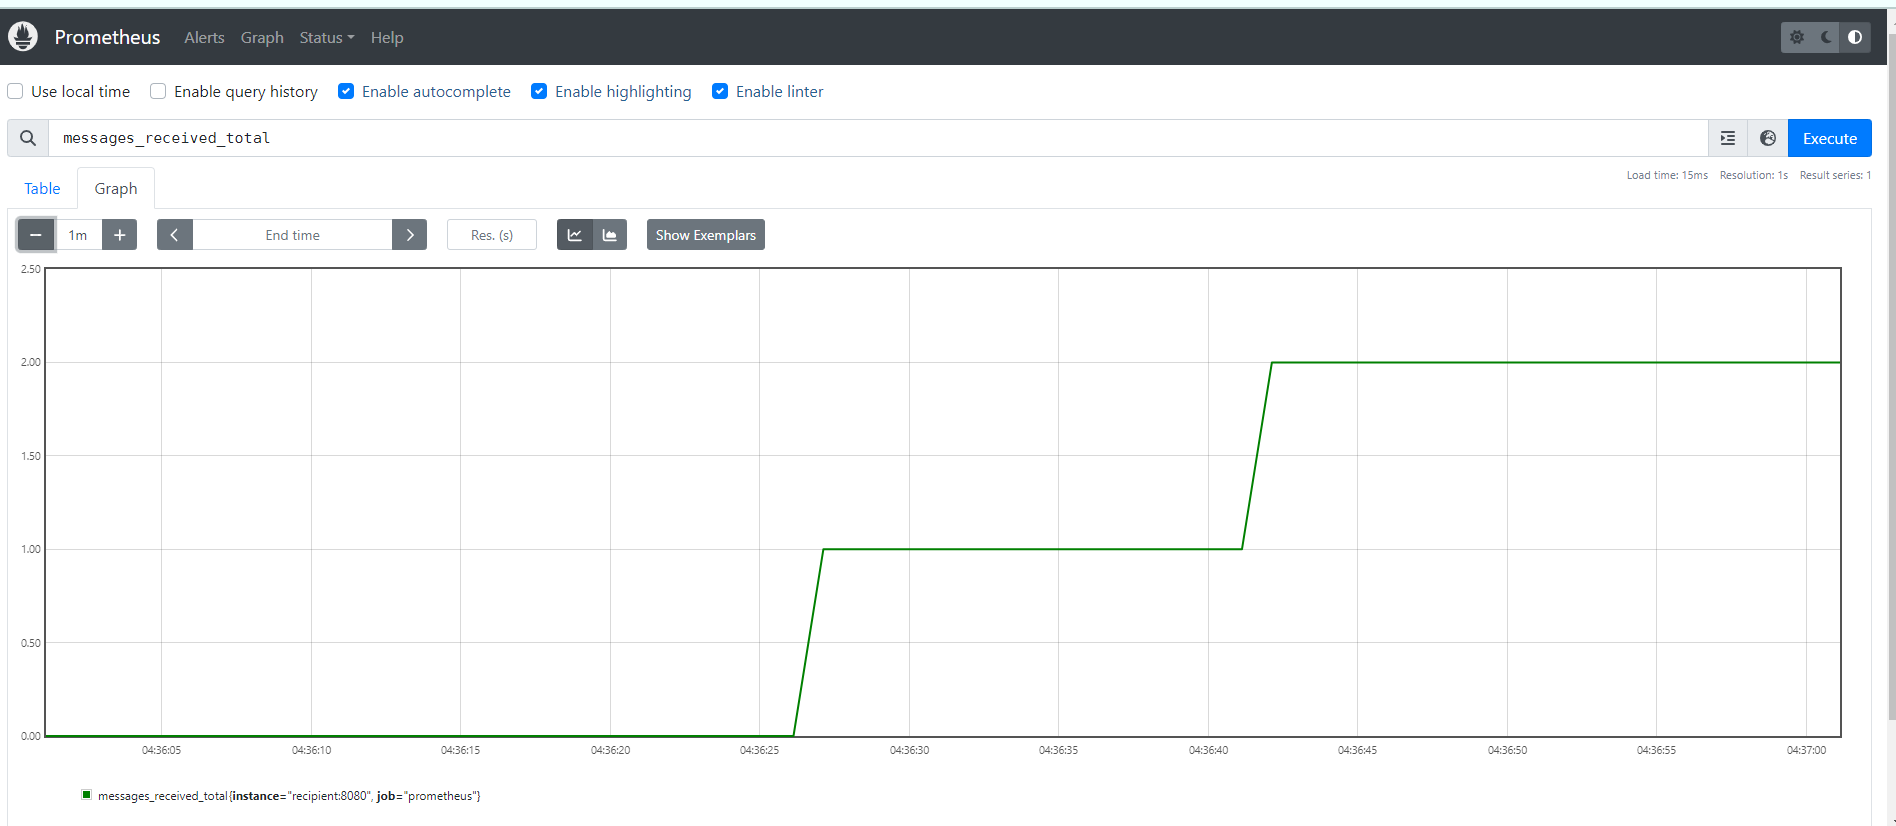 Prometheus Alerts Graph Status Help
Use local time Enable query history Enable autocomplete Enable highlighting Enable linter
messages_received_total Execute
Load time: 15ms Resolution: 1s Result series: 1
Table Graph
1m End time Res. (s) Show Exemplars
2.50
2.00
1.50
1.00
0.50
0.00
04:36:05 04:36:10 04:36:15 04:36:20 04:36:25 04:36:30 04:36:35 04:36:40 04:36:45 04:36:50 04:36:55 04:37:00
messages_received_total{instance="recipient:8080", job="prometheus"}